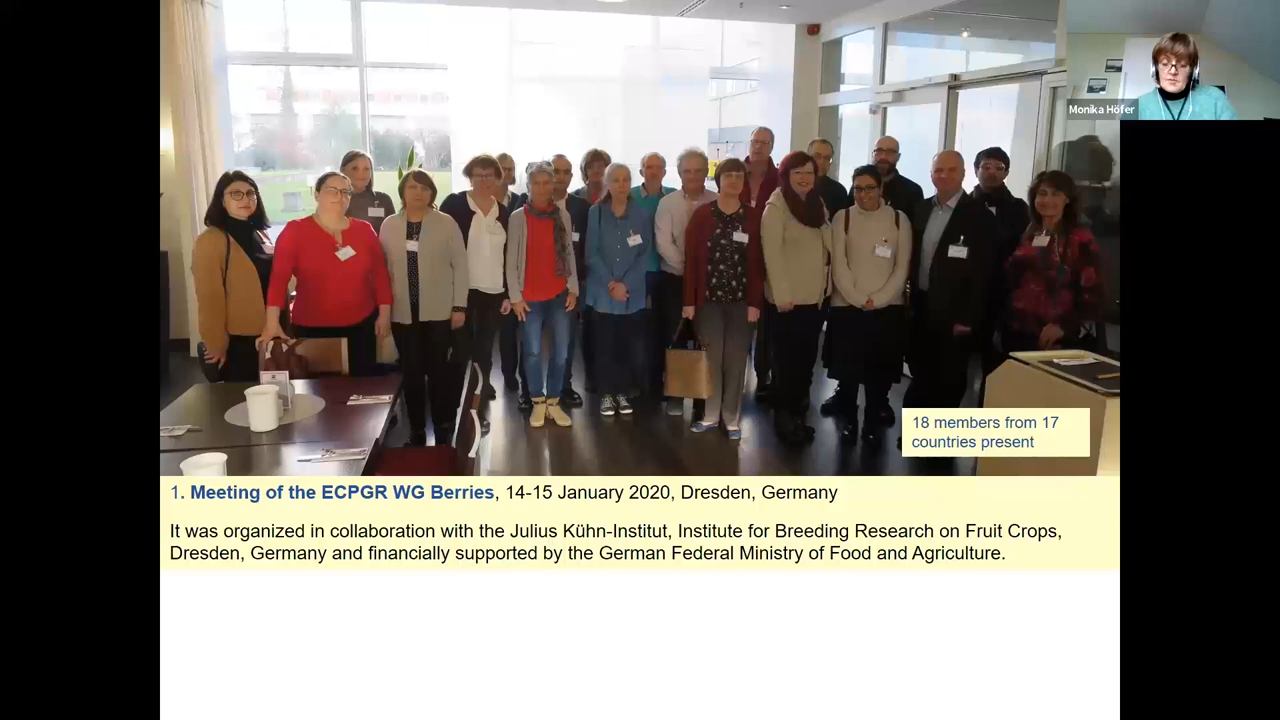 Monika Höfer
18 members from 17
countries present
1. Meeting of the ECPGR WG Berries, 14-15 January 2020, Dresden, Germany
It was organized in collaboration with the Julius Kühn-Institut, Institute for Breeding Research on Fruit Crops,
Dresden, Germany and financially supported by the German Federal Ministry of Food and Agriculture.